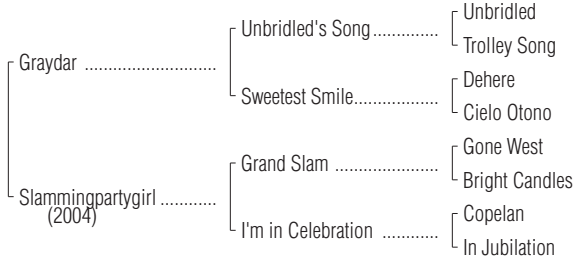 Unbridled
Unbridled's Song..............
Trolley Song
Graydar ............................
Dehere
Sweetest Smile..................
Cielo Otono
Gone West
Grand Slam ......................
Bright Candles
Slammingpartygirl ............
(2004)
Copelan
I'm in Celebration ............
In Jubilation